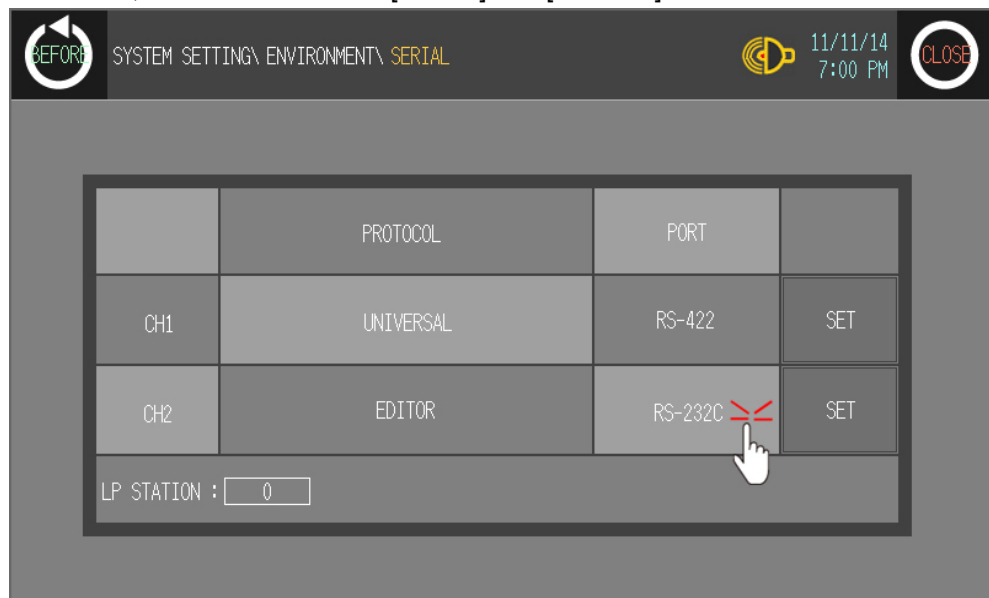 BEFORE SYSTEM SETTING\ ENVIRONMENT\ SERIAL 11/11/14 CLOSE
7:00 PM
PROTOCOL PORT
CH1 UNIVERSAL RS-422 SET
CH2 EDITOR RS-232C SET
LP STATION : 0